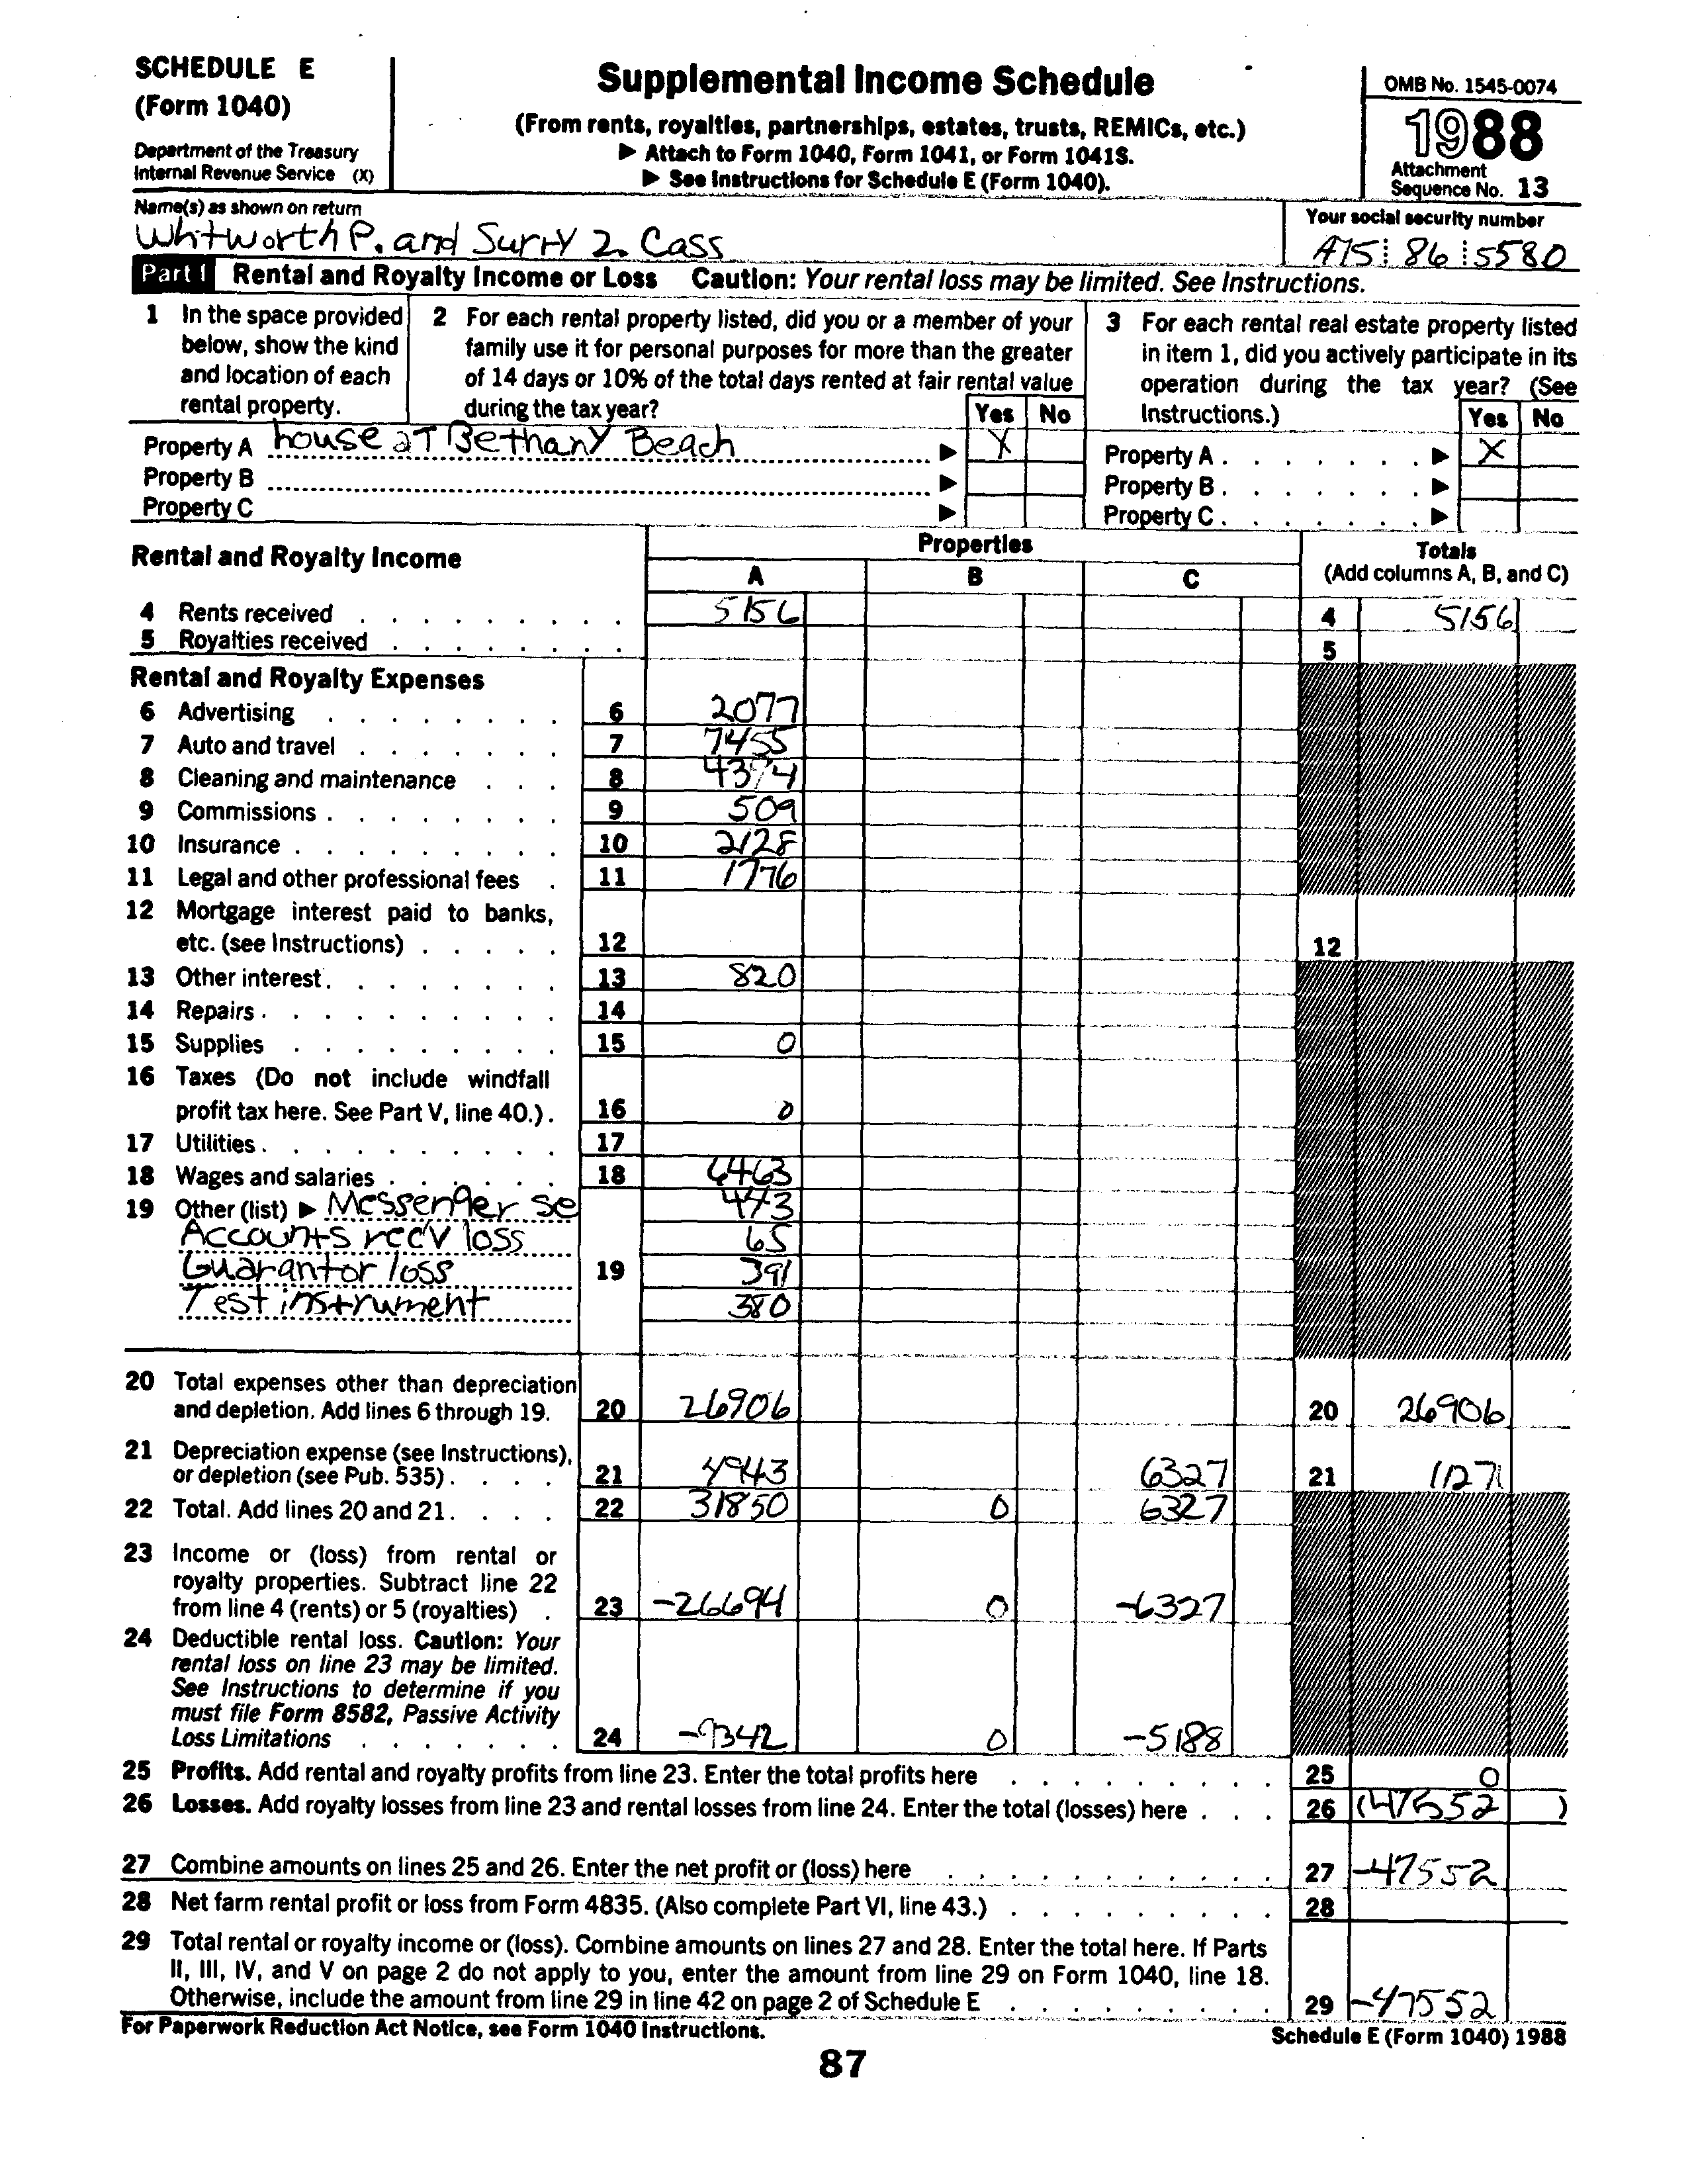 SCHEDULE E
(Form 1040)
Department of the Treasury
Internal Revenue Service (X)
Supplemental Income Schedule
(From rents, royalties, partnerships, estates, trusts, REMICs, etc.)
▶ Attach to Form 1040, Form 1041, or Form 1041S.
▶ See Instructions for Schedule E (Form 1040).
OMB No. 1545-0074
1988
Attachment
Sequence No. 13
Name(s) as shown on return
Whitworth P. and Surry 2. Cass
Your social security number
A15 86 5580
Part I Rental and Royalty Income or Loss Caution: Your rental loss may be limited. See Instructions.
1 In the space provided
below, show the kind
and location of each
rental property.
2 For each rental property listed, did you or a member of your
family use it for personal purposes for more than the greater
of 14 days or 10% of the total days rented at fair rental value
during the tax year?
Yes No
3 For each rental real estate property listed
in item 1, did you actively participate in its
operation during the tax year? (See
Instructions.)
Yes No
Property A house aT Bethany Beach ▶ X
Property B ▶
Property C ▶
Property A ▶ X
Property B ▶
Property C ▶
Rental and Royalty Income
Properties
A B C
Totals
(Add columns A, B, and C)
4 Rents received 5156 4 5156
5 Royalties received 5
Rental and Royalty Expenses
6 Advertising 6 2077
7 Auto and travel 7 7455
8 Cleaning and maintenance 8 4374
9 Commissions 9 509
10 Insurance 10 2128
11 Legal and other professional fees 11 1776
12 Mortgage interest paid to banks,
etc. (see Instructions) 12 12
13 Other interest 13 820
14 Repairs 14
15 Supplies 15 0
16 Taxes (Do not include windfall
profit tax here. See Part V, line 40.) 16 0
17 Utilities 17
18 Wages and salaries 18 6463
19 Other (list) ▶ Messenger se 443
Accounts recv loss 65
Guarantor loss 19 391
Test instrument 380
20 Total expenses other than depreciation
and depletion. Add lines 6 through 19. 20 26906 20 26906
21 Depreciation expense (see Instructions),
or depletion (see Pub. 535) 21 4943 6327 21 11271
22 Total. Add lines 20 and 21 22 31850 0 6327
23 Income or (loss) from rental or
royalty properties. Subtract line 22
from line 4 (rents) or 5 (royalties) 23 -26694 0 -6327
24 Deductible rental loss. Caution: Your
rental loss on line 23 may be limited.
See Instructions to determine if you
must file Form 8582, Passive Activity
Loss Limitations 24 -9342 0 -5188
25 Profits. Add rental and royalty profits from line 23. Enter the total profits here 25 0
26 Losses. Add royalty losses from line 23 and rental losses from line 24. Enter the total (losses) here 26 (47552 )
27 Combine amounts on lines 25 and 26. Enter the net profit or (loss) here 27 -47552
28 Net farm rental profit or loss from Form 4835. (Also complete Part VI, line 43.) 28
29 Total rental or royalty income or (loss). Combine amounts on lines 27 and 28. Enter the total here. If Parts
II, III, IV, and V on page 2 do not apply to you, enter the amount from line 29 on Form 1040, line 18.
Otherwise, include the amount from line 29 in line 42 on page 2 of Schedule E 29 -47552
For Paperwork Reduction Act Notice, see Form 1040 Instructions.
Schedule E (Form 1040) 1988
87